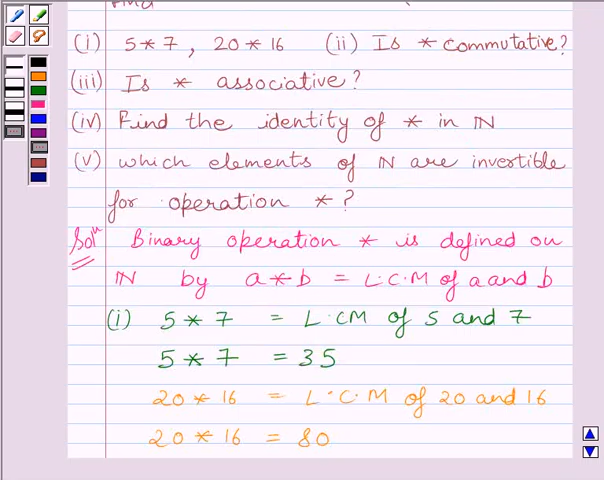 (i) 5*7, 20*16 (ii) Is * commutative?
(iii) Is * associative?
(iv) Find the identity of * in N
(v) which elements of N are invertible
for operation *?
Solⁿ Binary operation * is defined on
N by a*b = L.C.M of a and b
(i) 5*7 = L.CM of 5 and 7
5*7 = 35
20*16 = L.C.M of 20 and 16
20*16 = 80